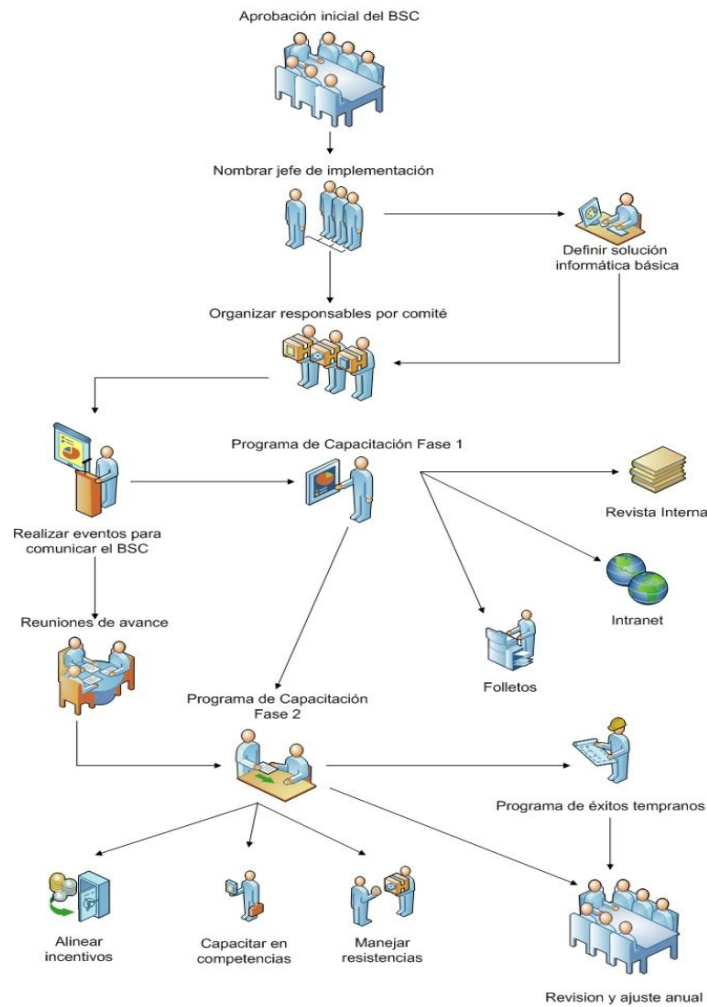 Aprobación inicial del BSC
Nombrar jefe de implementación
Definir solución
informática básica
Organizar responsables por comité
Programa de Capacitación Fase 1
Revista Interna
Realizar eventos para
comunicar el BSC
Intranet
Reuniones de avance
Folletos
Programa de Capacitación
Fase 2
Programa de éxitos tempranos
Alinear
incentivos
Capacitar en
competencias
Manejar
resistencias
Revision y ajuste anual